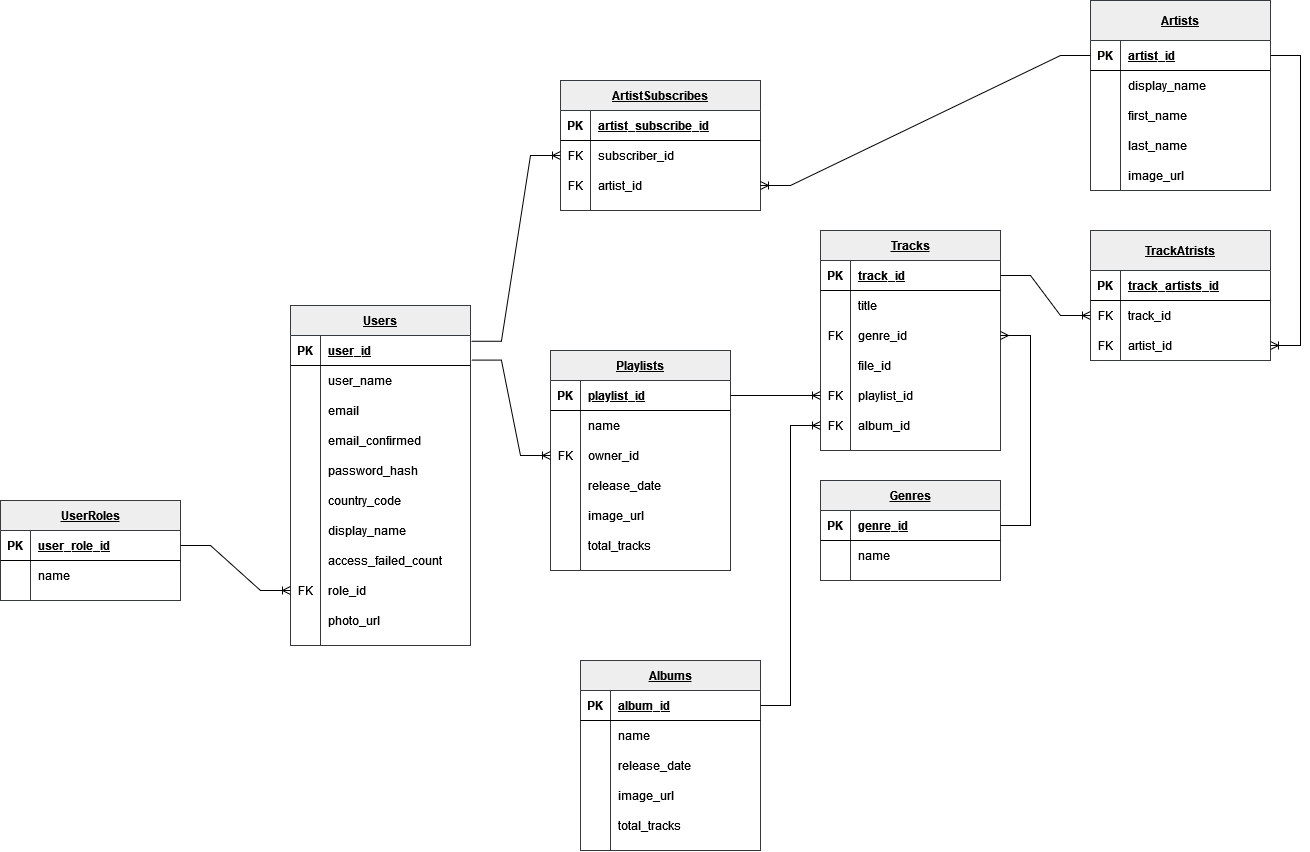 Artists
PK artist_id
display_name
first_name
last_name
image_url
ArtistSubscribes
PK artist_subscribe_id
FK subscriber_id
FK artist_id
Tracks
PK track_id
title
FK genre_id
file_id
FK playlist_id
FK album_id
TrackAtrists
PK track_artists_id
FK track_id
FK artist_id
Users
PK user_id
user_name
email
email_confirmed
password_hash
country_code
display_name
access_failed_count
FK role_id
photo_url
Playlists
PK playlist_id
name
FK owner_id
release_date
image_url
total_tracks
Genres
PK genre_id
name
UserRoles
PK user_role_id
name
Albums
PK album_id
name
release_date
image_url
total_tracks